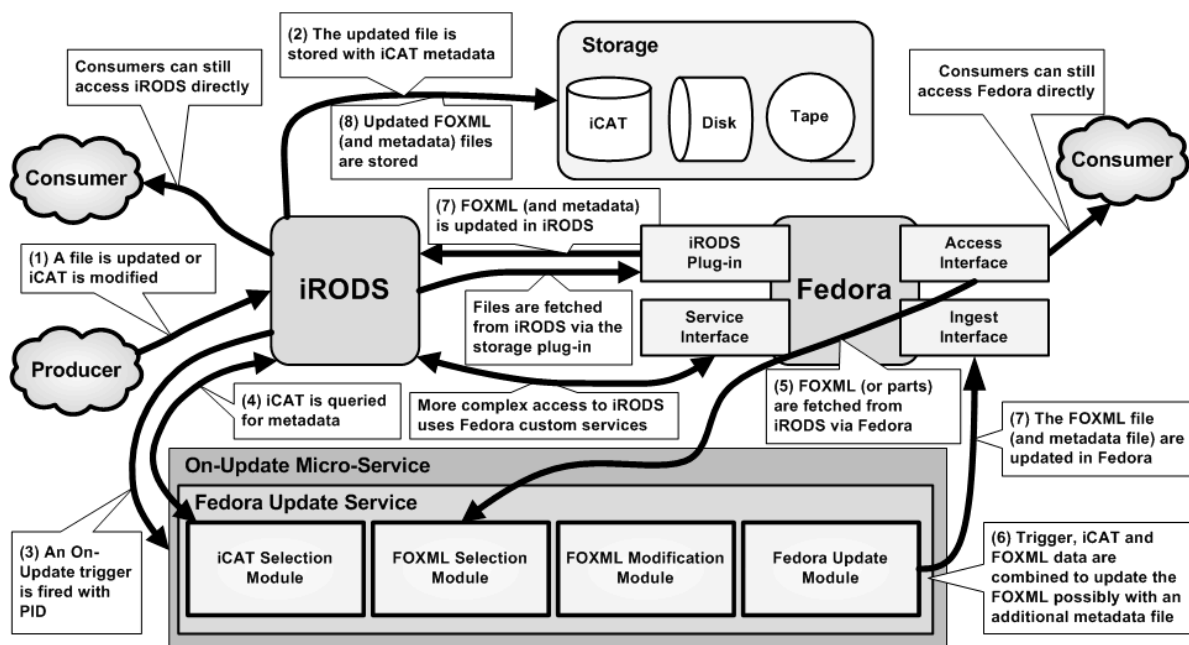 (2) The updated file is
stored with iCAT metadata
Storage
iCAT
Disk
Tape
Consumers can still
access iRODS directly
Consumers can still
access Fedora directly
(8) Updated FOXML
(and metadata) files
are stored
Consumer
Consumer
(7) FOXML (and metadata)
is updated in iRODS
(1) A file is updated or
iCAT is modified
iRODS
iRODS
Plug-in
Fedora
Access
Interface
Files are fetched
from iRODS via the
storage plug-in
Service
Interface
Ingest
Interface
Producer
(4) iCAT is queried
for metadata
More complex access to iRODS
uses Fedora custom services
(5) FOXML (or parts)
are fetched from
iRODS via Fedora
(7) The FOXML file
(and metadata file) are
updated in Fedora
On-Update Micro-Service
Fedora Update Service
iCAT Selection
Module
FOXML Selection
Module
FOXML Modification
Module
Fedora Update
Module
(3) An On-
Update trigger
is fired with
PID
(6) Trigger, iCAT and
FOXML data are
combined to update the
FOXML possibly with an
additional metadata file